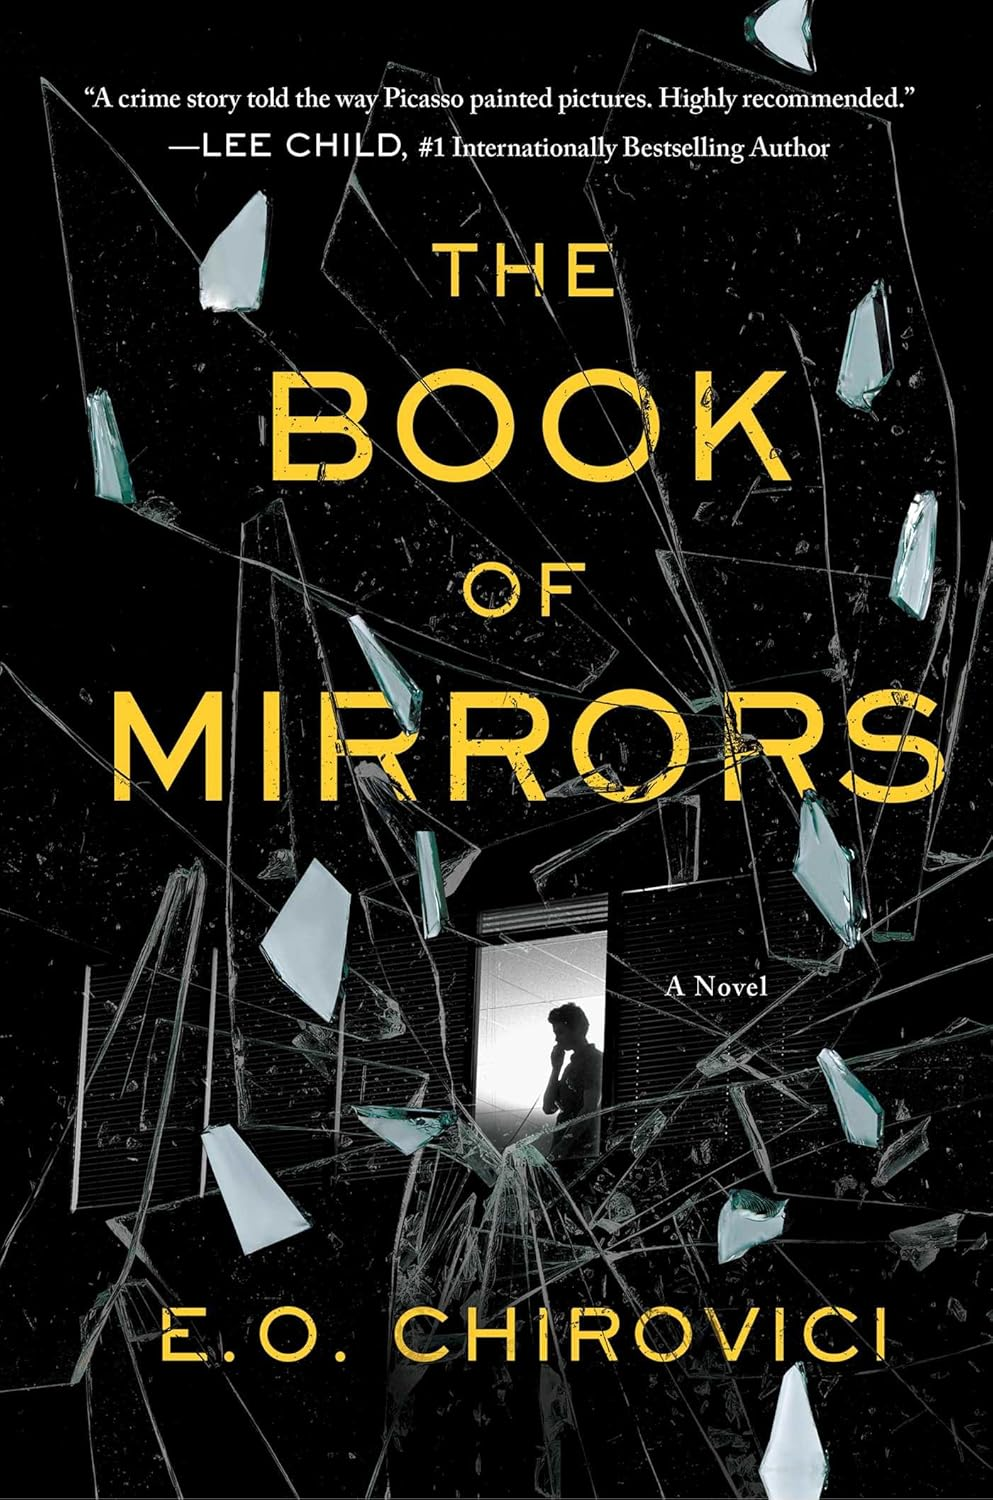 “A crime story told the way Picasso painted pictures. Highly recommended.”
—LEE CHILD, #1 Internationally Bestselling Author
THE
BOOK
OF
MIRRORS
A Novel
E.O. CHIROVICI